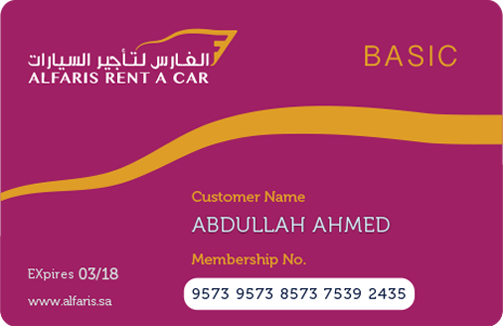 الفارس لتأجير السيارات
ALFARIS RENT A CAR
BASIC
Customer Name
ABDULLAH AHMED
Membership No.
EXpires 03/18
www.alfaris.sa
9573 9573 8573 7539 2435